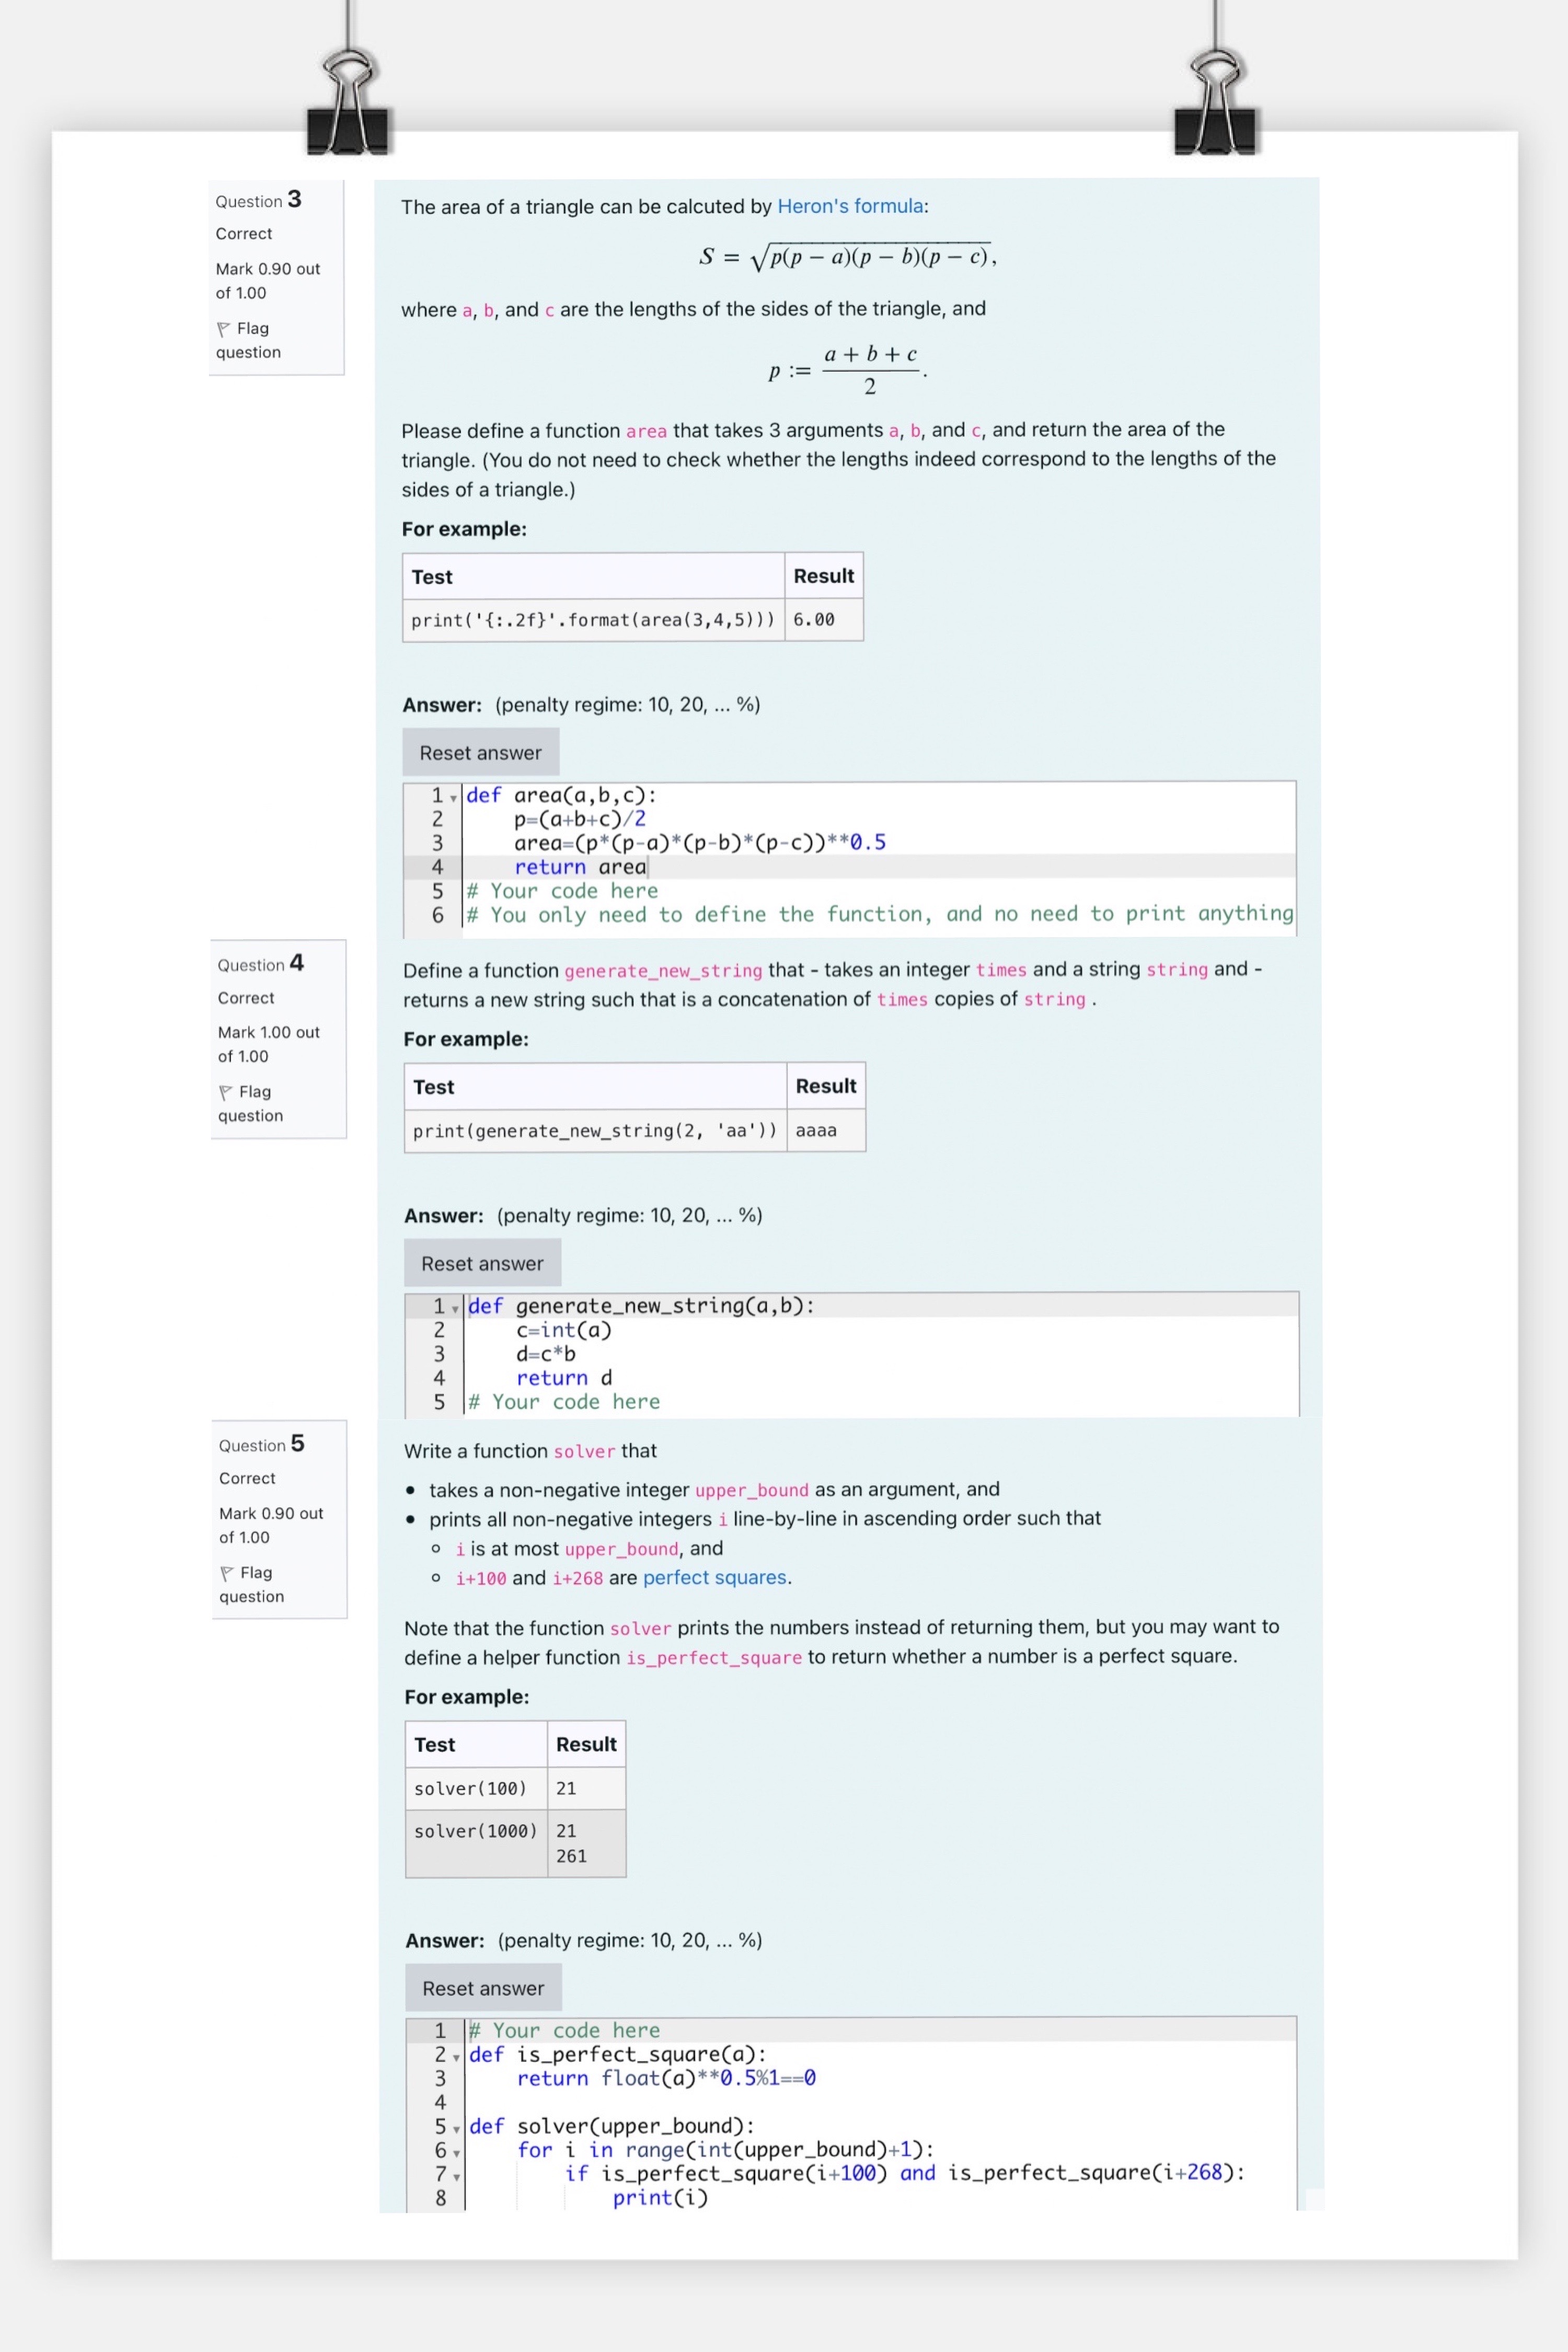 Question 3
Correct
Mark 0.90 out
of 1.00
Flag
question
The area of a triangle can be calcuted by Heron's formula:
S = √p(p − a)(p − b)(p − c),
where a, b, and c are the lengths of the sides of the triangle, and
p := a + b + c / 2 .
Please define a function area that takes 3 arguments a, b, and c, and return the area of the
triangle. (You do not need to check whether the lengths indeed correspond to the lengths of the
sides of a triangle.)
For example:
Test Result
print('{:.2f}'.format(area(3,4,5))) 6.00
Answer: (penalty regime: 10, 20, ... %)
Reset answer
1 def area(a,b,c):
2     p=(a+b+c)/2
3     area=(p*(p-a)*(p-b)*(p-c))**0.5
4     return area
5 # Your code here
6 # You only need to define the function, and no need to print anything
Question 4
Correct
Mark 1.00 out
of 1.00
Flag
question
Define a function generate_new_string that - takes an integer times and a string string and -
returns a new string such that is a concatenation of times copies of string .
For example:
Test Result
print(generate_new_string(2, 'aa')) aaaa
Answer: (penalty regime: 10, 20, ... %)
Reset answer
1 def generate_new_string(a,b):
2     c=int(a)
3     d=c*b
4     return d
5 # Your code here
Question 5
Correct
Mark 0.90 out
of 1.00
Flag
question
Write a function solver that
• takes a non-negative integer upper_bound as an argument, and
• prints all non-negative integers i line-by-line in ascending order such that
◦ i is at most upper_bound, and
◦ i+100 and i+268 are perfect squares.
Note that the function solver prints the numbers instead of returning them, but you may want to
define a helper function is_perfect_square to return whether a number is a perfect square.
For example:
Test Result
solver(100) 21
solver(1000) 21
261
Answer: (penalty regime: 10, 20, ... %)
Reset answer
1 # Your code here
2 def is_perfect_square(a):
3     return float(a)**0.5%1==0
4
5 def solver(upper_bound):
6     for i in range(int(upper_bound)+1):
7         if is_perfect_square(i+100) and is_perfect_square(i+268):
8             print(i)